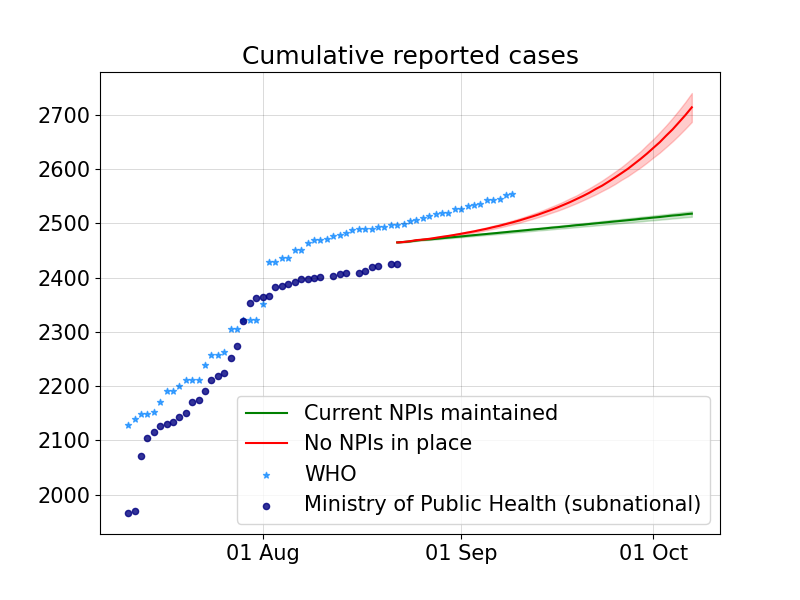 Cumulative reported cases
2700
2600
2500
2400
2300
2200
2100
2000
Current NPIs maintained
No NPIs in place
WHO
Ministry of Public Health (subnational)
01 Aug
01 Sep
01 Oct